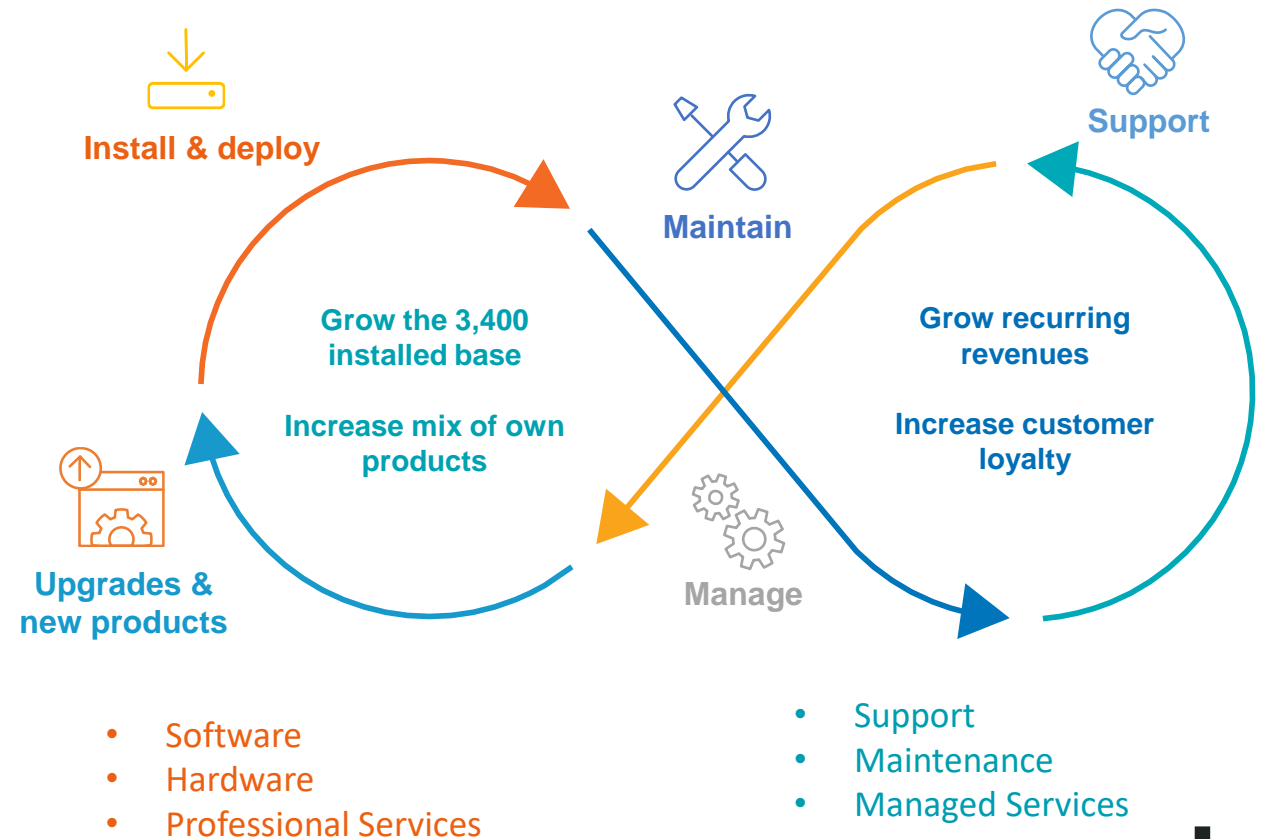 Support
Install & deploy
Maintain
Grow the 3,400
installed base
Increase mix of own
products
Grow recurring
revenues
Increase customer
loyalty
Upgrades &
new products
Manage
• Software
• Hardware
• Professional Services
• Support
• Maintenance
• Managed Services